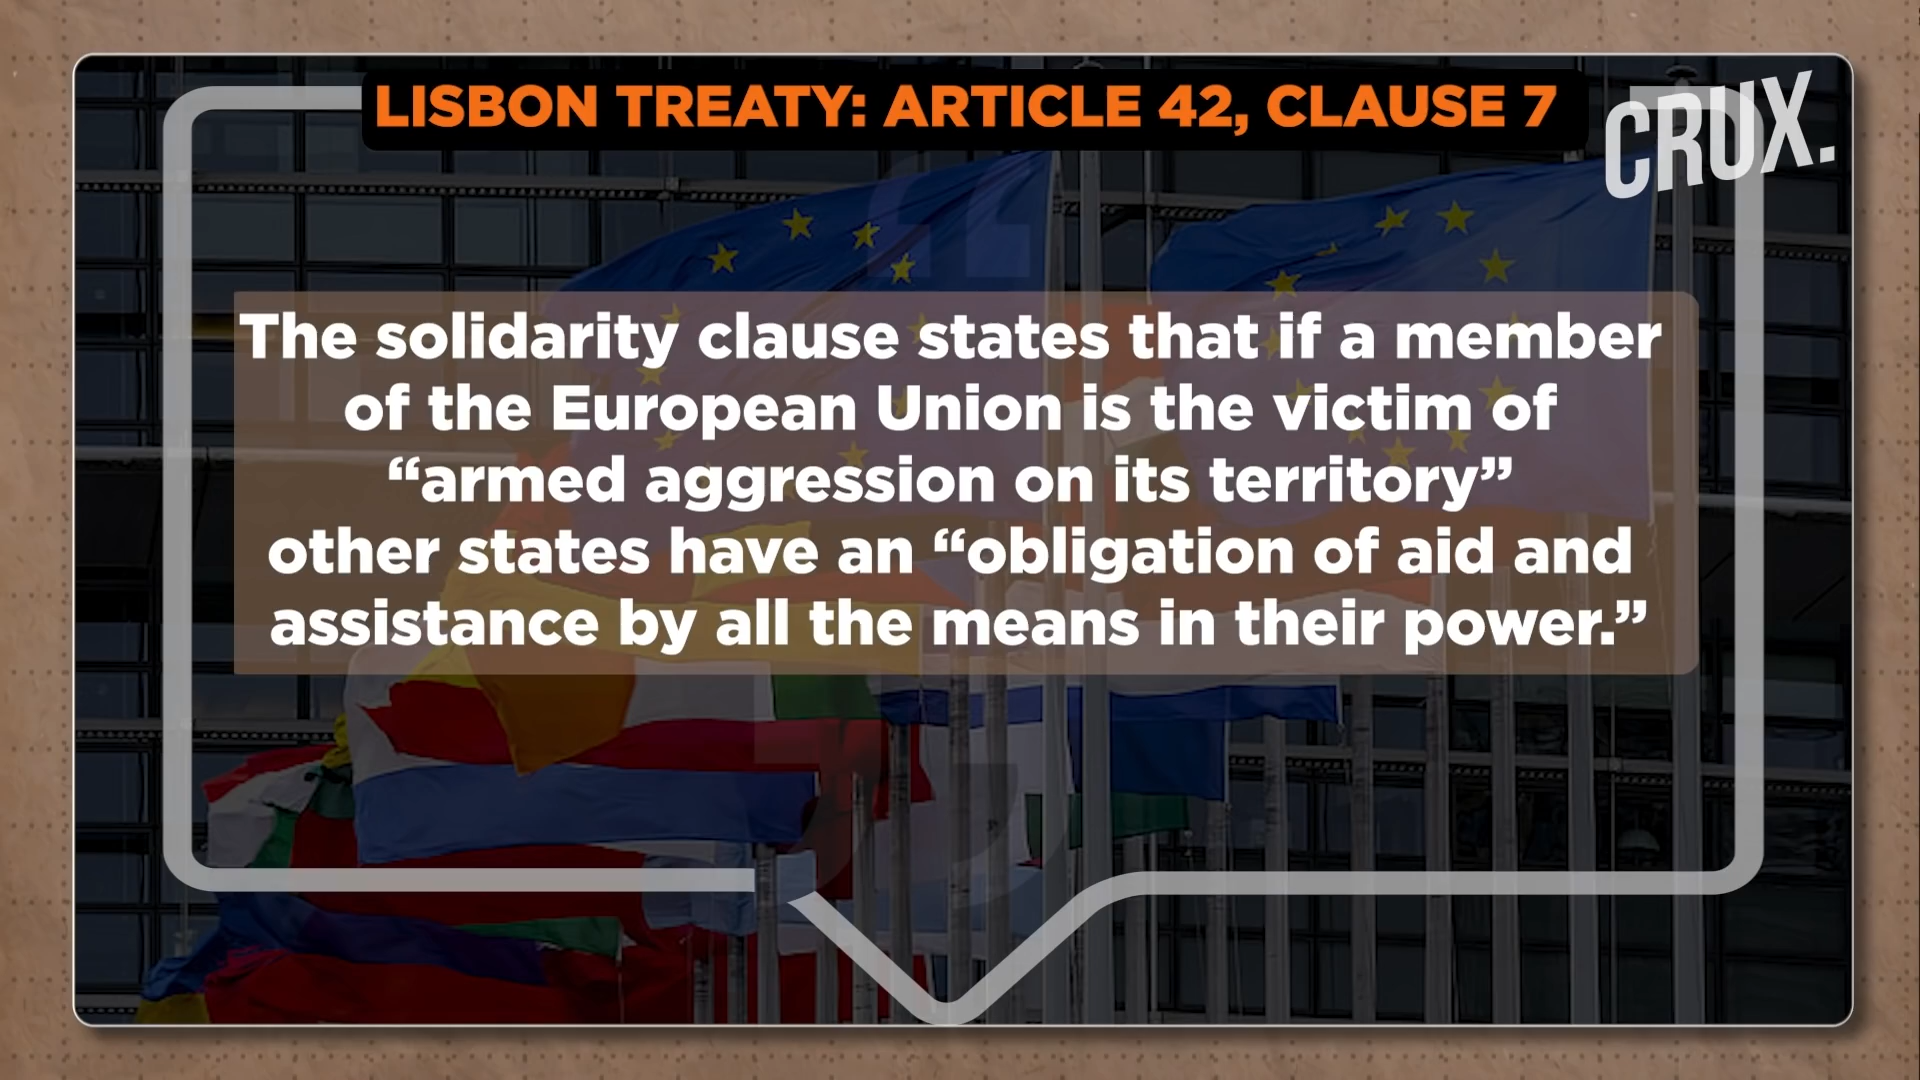 LISBON TREATY: ARTICLE 42, CLAUSE 7
CRUX.
The solidarity clause states that if a member
of the European Union is the victim of
“armed aggression on its territory”
other states have an “obligation of aid and
assistance by all the means in their power.”